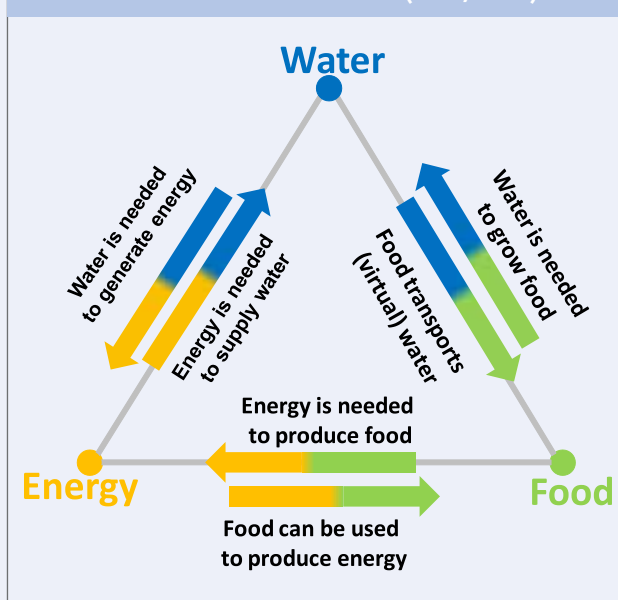 Water
Water is needed
to generate energy
Energy is needed
to supply water
Food transports
(virtual) water
Water is needed
to grow food
Energy is needed
to produce food
Energy
Food
Food can be used
to produce energy